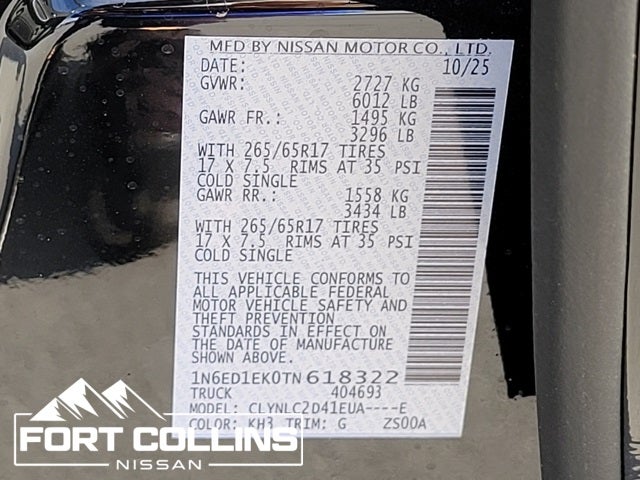 MFD BY NISSAN MOTOR CO., LTD.
DATE: 10/25
GVWR: 2727 KG
6012 LB
GAWR FR.: 1495 KG
3296 LB
WITH 265/65R17 TIRES
17 X 7.5 RIMS AT 35 PSI
COLD SINGLE
GAWR RR.: 1558 KG
3434 LB
WITH 265/65R17 TIRES
17 X 7.5 RIMS AT 35 PSI
COLD SINGLE
THIS VEHICLE CONFORMS TO
ALL APPLICABLE FEDERAL
MOTOR VEHICLE SAFETY AND
THEFT PREVENTION
STANDARDS IN EFFECT ON
THE DATE OF MANUFACTURE
SHOWN ABOVE.
1N6ED1EK0TN618322
TRUCK 404693
MODEL: CLYNLC2D41EUA----E
COLOR: KH3 TRIM: G ZS00A
FORT COLLINS
NISSAN